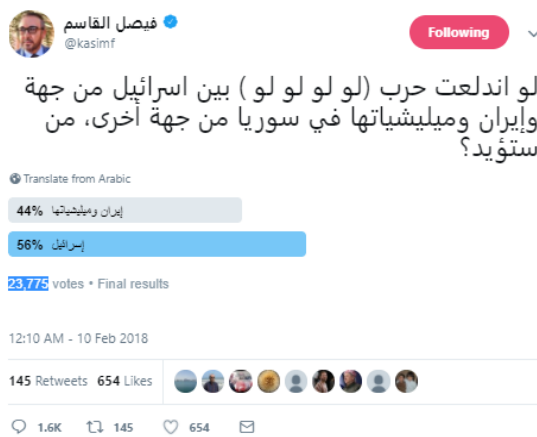 فيصل القاسم
@kasimf
Following
لو اندلعت حرب (لو لو لو لو ) بين اسرائيل من جهة
وإيران وميليشياتها في سوريا من جهة أخرى، من
ستؤيد؟
Translate from Arabic
44% إيران وميليشياتها
56% إسرائيل
23,775 votes • Final results
12:10 AM - 10 Feb 2018
145 Retweets 654 Likes
1.6K 145 654